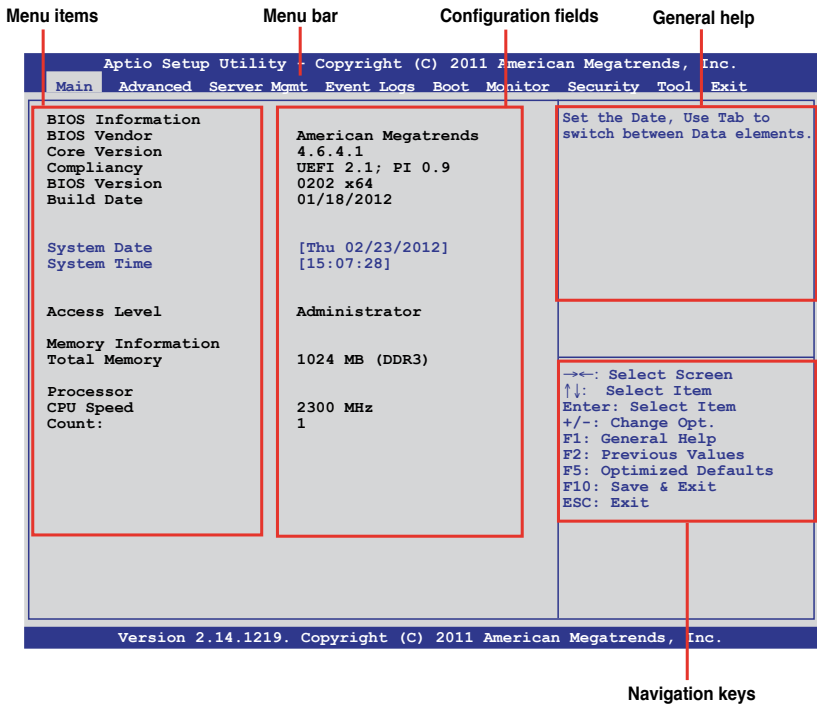 Menu items Menu bar Configuration fields General help
Aptio Setup Utility - Copyright (C) 2011 American Megatrends, Inc.
Main Advanced Server Mgmt Event Logs Boot Monitor Security Tool Exit
BIOS Information
BIOS Vendor American Megatrends
Core Version 4.6.4.1
Compliancy UEFI 2.1; PI 0.9
BIOS Version 0202 x64
Build Date 01/18/2012
System Date [Thu 02/23/2012]
System Time [15:07:28]
Access Level Administrator
Memory Information
Total Memory 1024 MB (DDR3)
Processor
CPU Speed 2300 MHz
Count: 1
Set the Date, Use Tab to
switch between Data elements.
→←: Select Screen
↑↓: Select Item
Enter: Select Item
+/-: Change Opt.
F1: General Help
F2: Previous Values
F5: Optimized Defaults
F10: Save & Exit
ESC: Exit
Version 2.14.1219. Copyright (C) 2011 American Megatrends, Inc.
Navigation keys